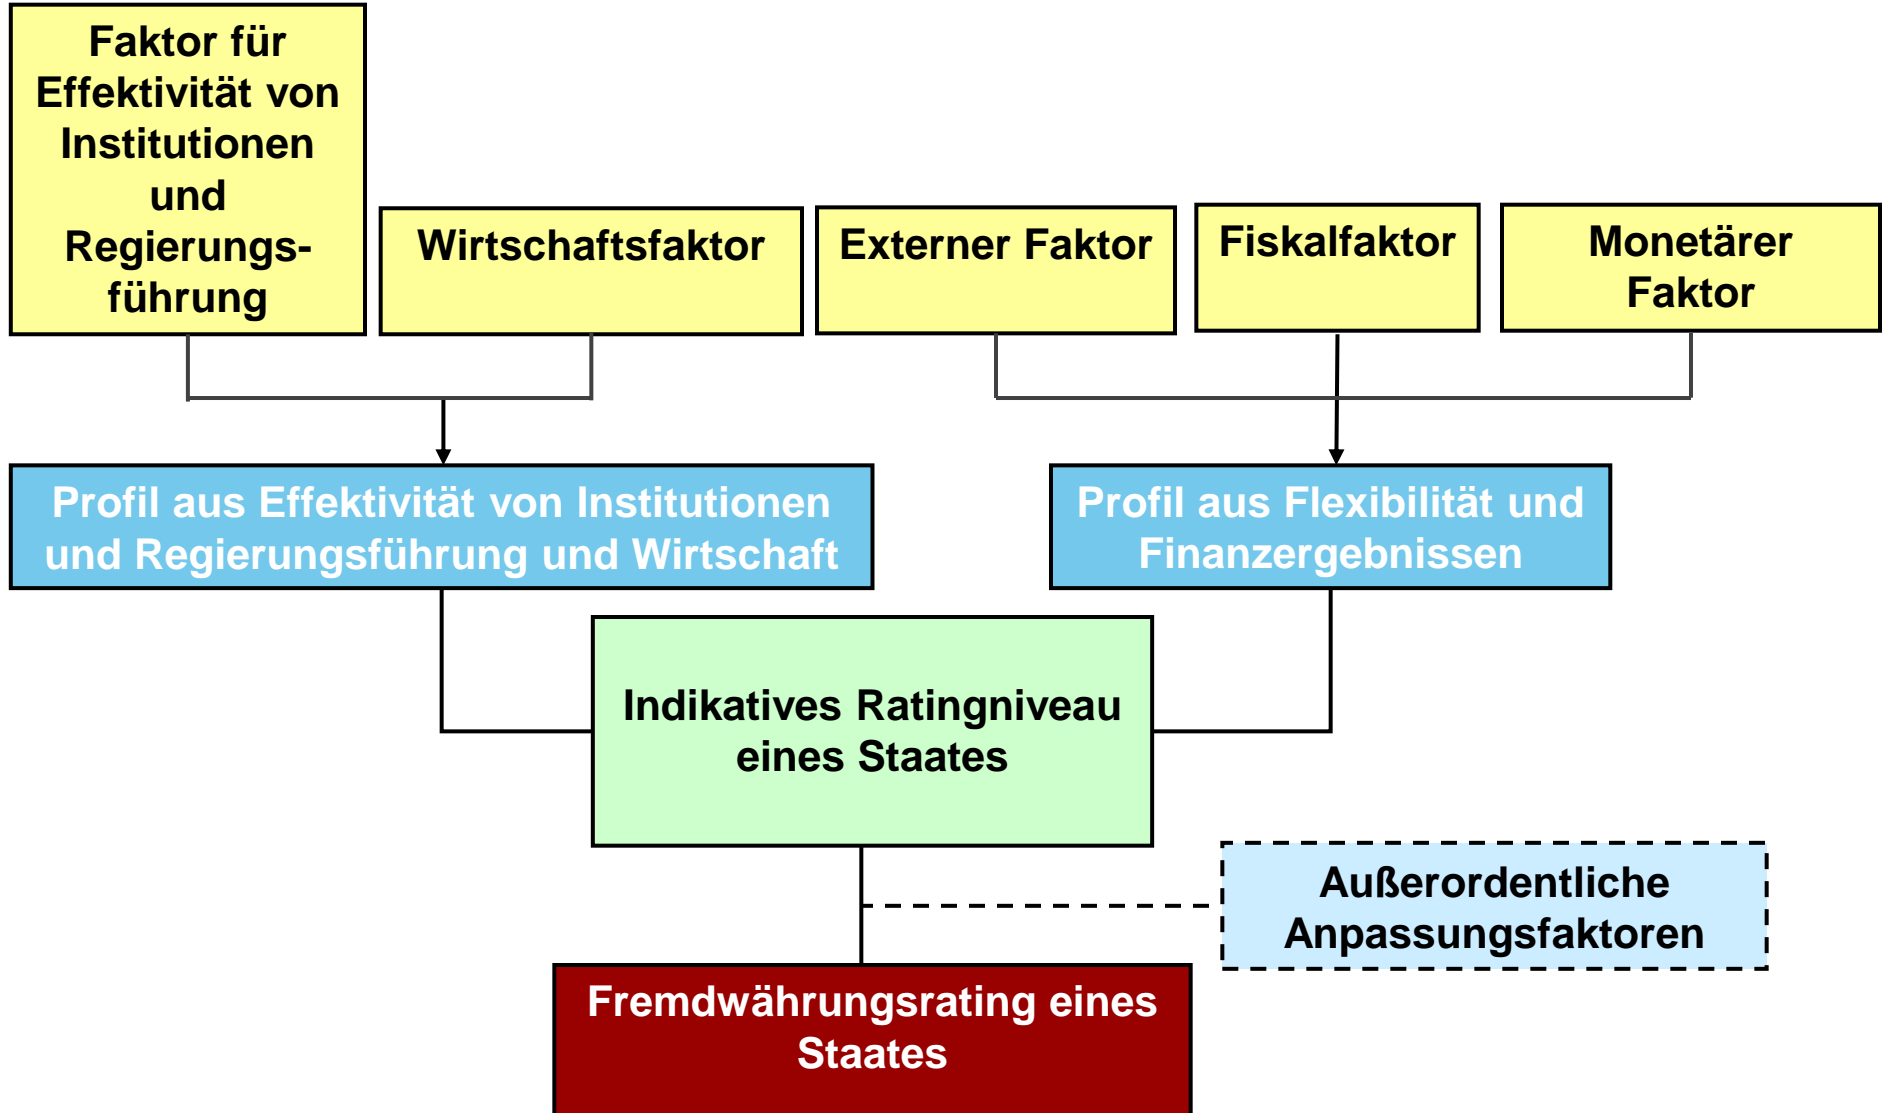 Faktor für
Effektivität von
Institutionen
und
Regierungs-
führung
Wirtschaftsfaktor
Externer Faktor
Fiskalfaktor
Monetärer
Faktor
Profil aus Effektivität von Institutionen
und Regierungsführung und Wirtschaft
Profil aus Flexibilität und
Finanzergebnissen
Indikatives Ratingniveau
eines Staates
Außerordentliche
Anpassungsfaktoren
Fremdwährungsrating eines
Staates